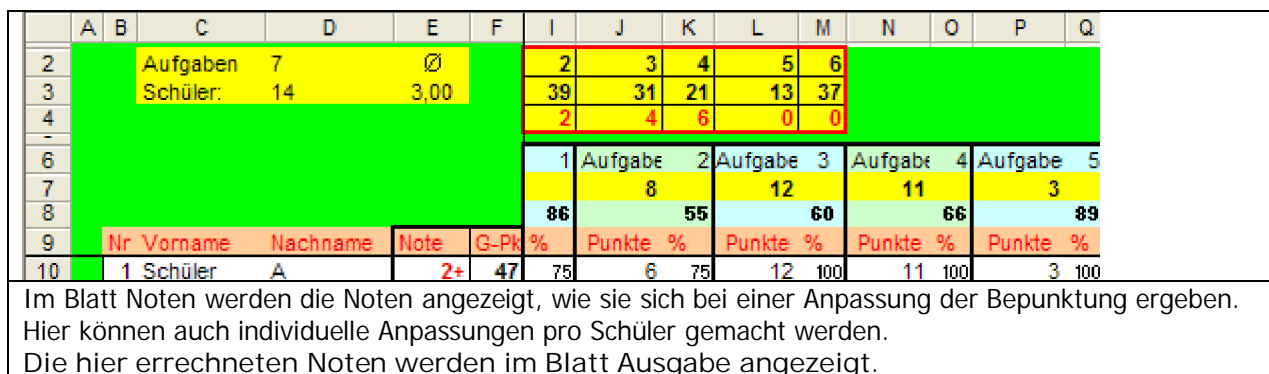 A B C D E F I J K L M N O P Q
2 Aufgaben 7 Ø 2 3 4 5 6
3 Schüler: 14 3,00 39 31 21 13 37
4 2 4 6 0 0
6 1 Aufgabe 2 Aufgabe 3 Aufgabe 4 Aufgabe 5
7 8 12 11 3
8 86 55 60 66 89
9 Nr Vorname Nachname Note G-Pk % Punkte % Punkte % Punkte % Punkte %
10 1 Schüler A 2+ 47 75 6 75 12 100 11 100 3 100
Im Blatt Noten werden die Noten angezeigt, wie sie sich bei einer Anpassung der Bepunktung ergeben.
Hier können auch individuelle Anpassungen pro Schüler gemacht werden.
Die hier errechneten Noten werden im Blatt Ausgabe angezeigt.